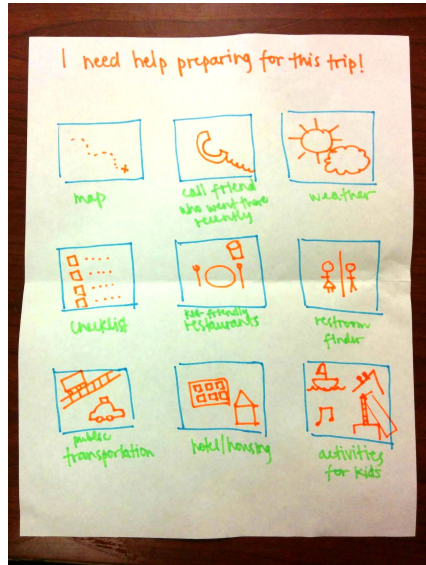 I need help preparing for this trip!
map
call friend
who went there
recently
weather
checklist
kid-friendly
restaurants
restroom
finder
public
transportation
hotel/housing
activities
for kids